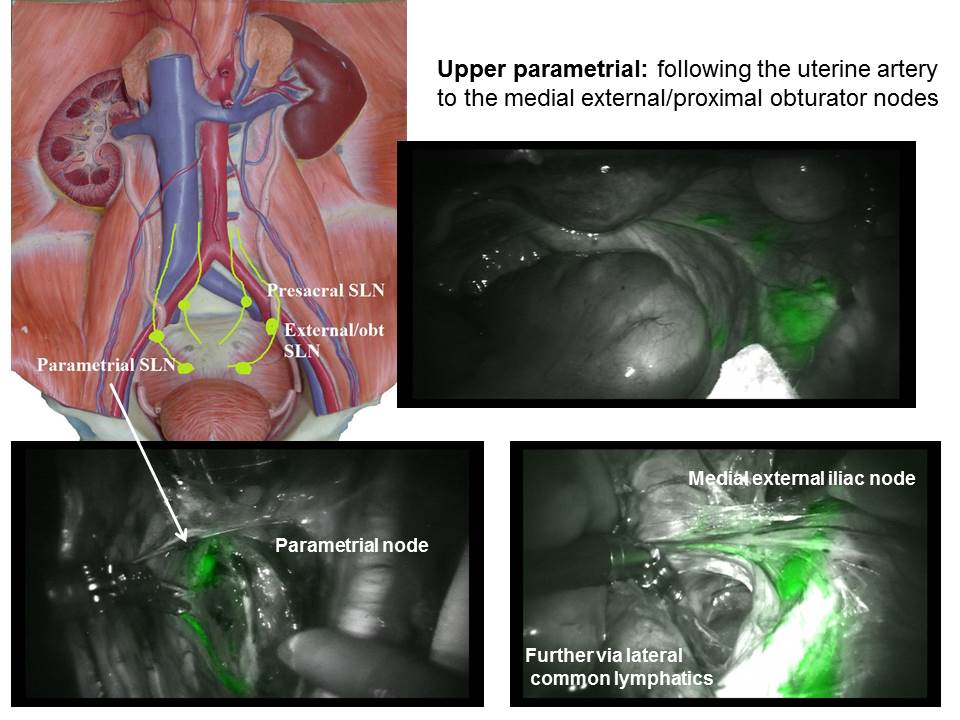 Upper parametrial: following the uterine artery
to the medial external/proximal obturator nodes
Presacral SLN
External/obt
SLN
Parametrial SLN
Parametrial node
Medial external iliac node
Further via lateral
common lymphatics